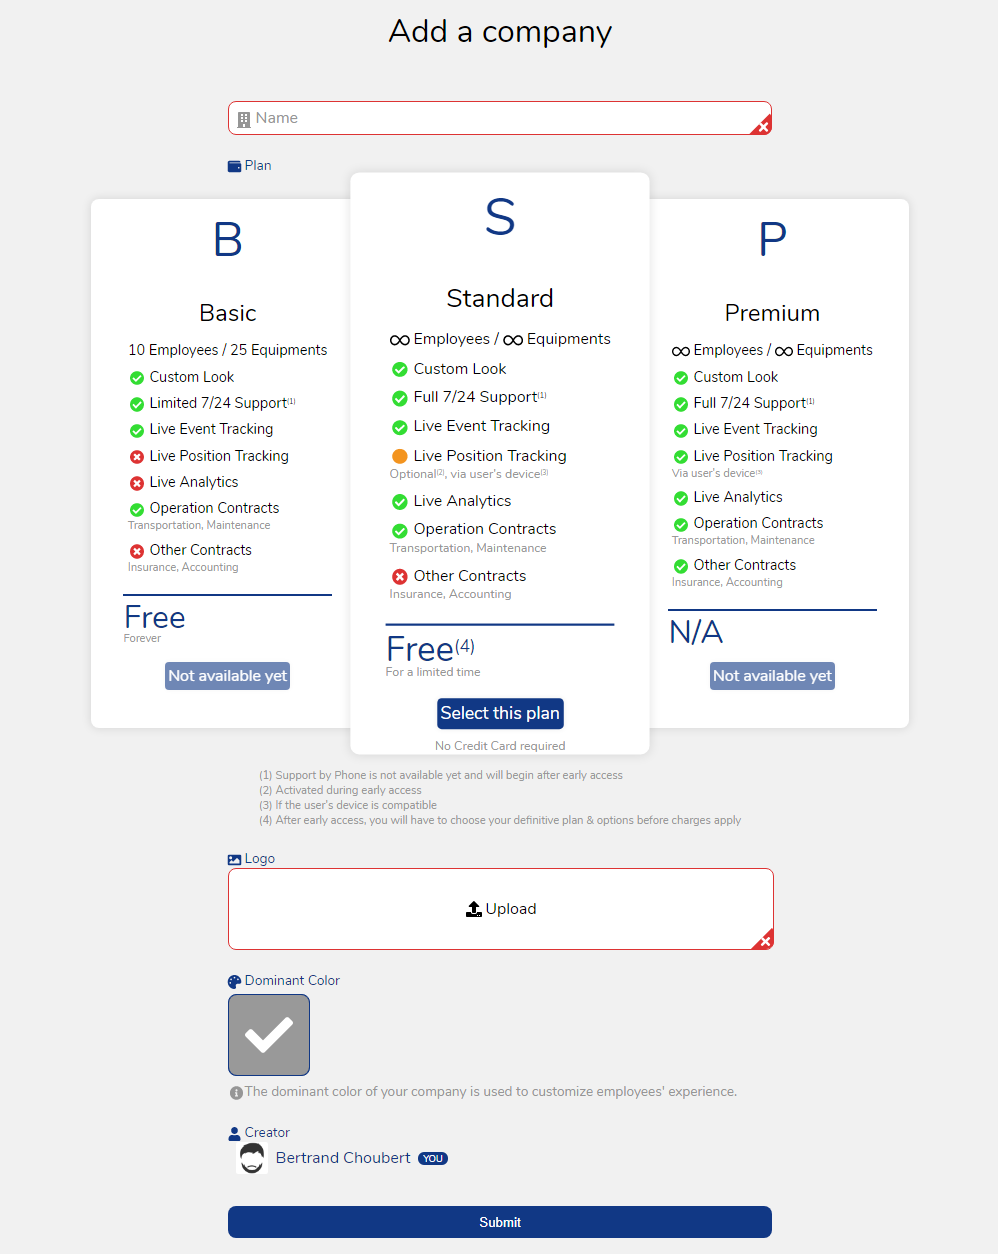 Add a company
Name
Plan
B
Basic
10 Employees / 25 Equipments
Custom Look
Limited 7/24 Support(1)
Live Event Tracking
Live Position Tracking
Live Analytics
Operation Contracts
Transportation, Maintenance
Other Contracts
Insurance, Accounting
Free
Forever
Not available yet
S
Standard
∞ Employees / ∞ Equipments
Custom Look
Full 7/24 Support(1)
Live Event Tracking
Live Position Tracking
Optional(2), via user's device(3)
Live Analytics
Operation Contracts
Transportation, Maintenance
Other Contracts
Insurance, Accounting
Free(4)
For a limited time
Select this plan
No Credit Card required
P
Premium
∞ Employees / ∞ Equipments
Custom Look
Full 7/24 Support(1)
Live Event Tracking
Live Position Tracking
Via user's device(3)
Live Analytics
Operation Contracts
Transportation, Maintenance
Other Contracts
Insurance, Accounting
N/A
Not available yet
(1) Support by Phone is not available yet and will begin after early access
(2) Activated during early access
(3) If the user's device is compatible
(4) After early access, you will have to choose your definitive plan & options before charges apply
Logo
Upload
Dominant Color
The dominant color of your company is used to customize employees' experience.
Creator
Bertrand Choubert YOU
Submit